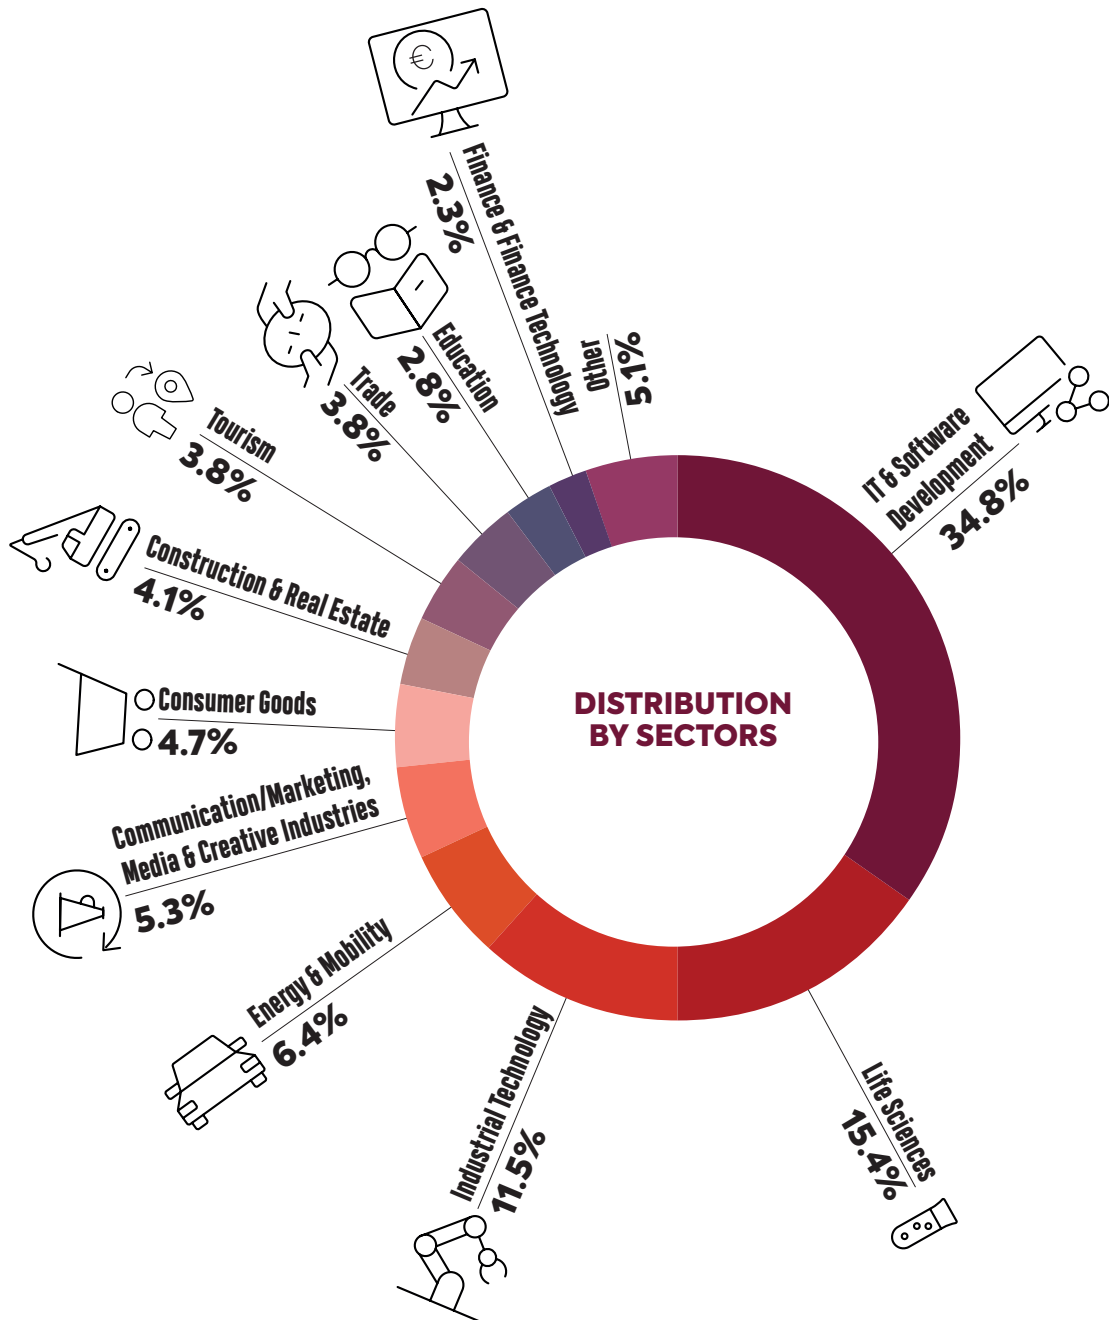 DISTRIBUTION
BY SECTORS
IT & Software
Development
34.8%
Life Sciences
15.4%
Industrial Technology
11.5%
Energy & Mobility
6.4%
Communication/Marketing,
Media & Creative Industries
5.3%
Consumer Goods
4.7%
Construction & Real Estate
4.1%
Tourism
3.8%
Trade
3.8%
Education
2.8%
Finance & Finance Technology
2.3%
Other
5.1%
€